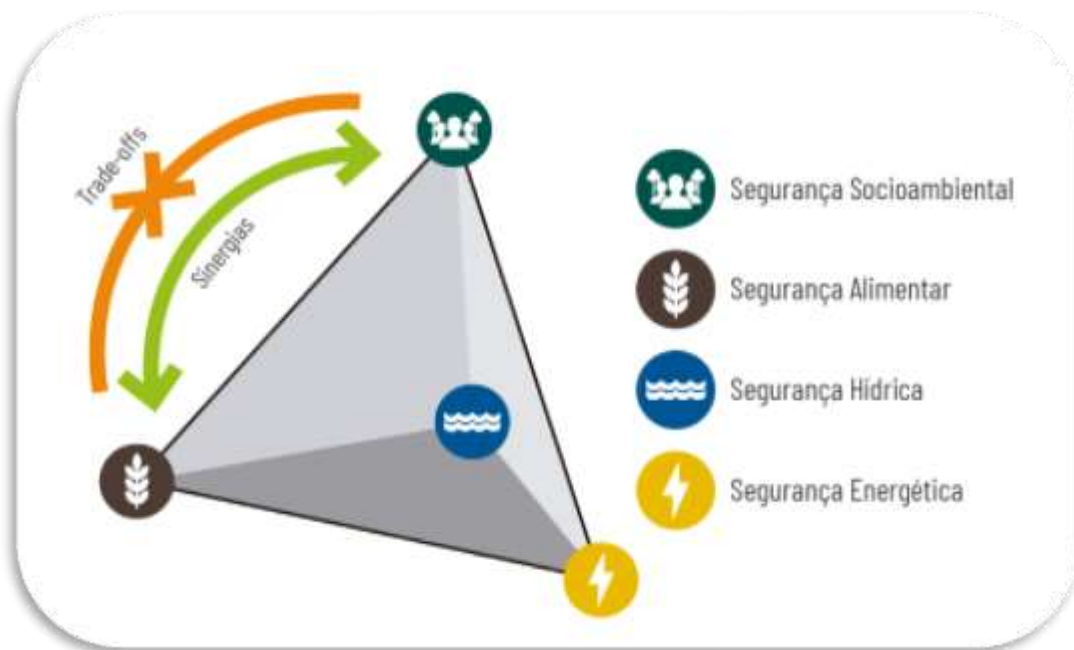 Trade-offs
Sinergias
Segurança Socioambiental
Segurança Alimentar
Segurança Hídrica
Segurança Energética